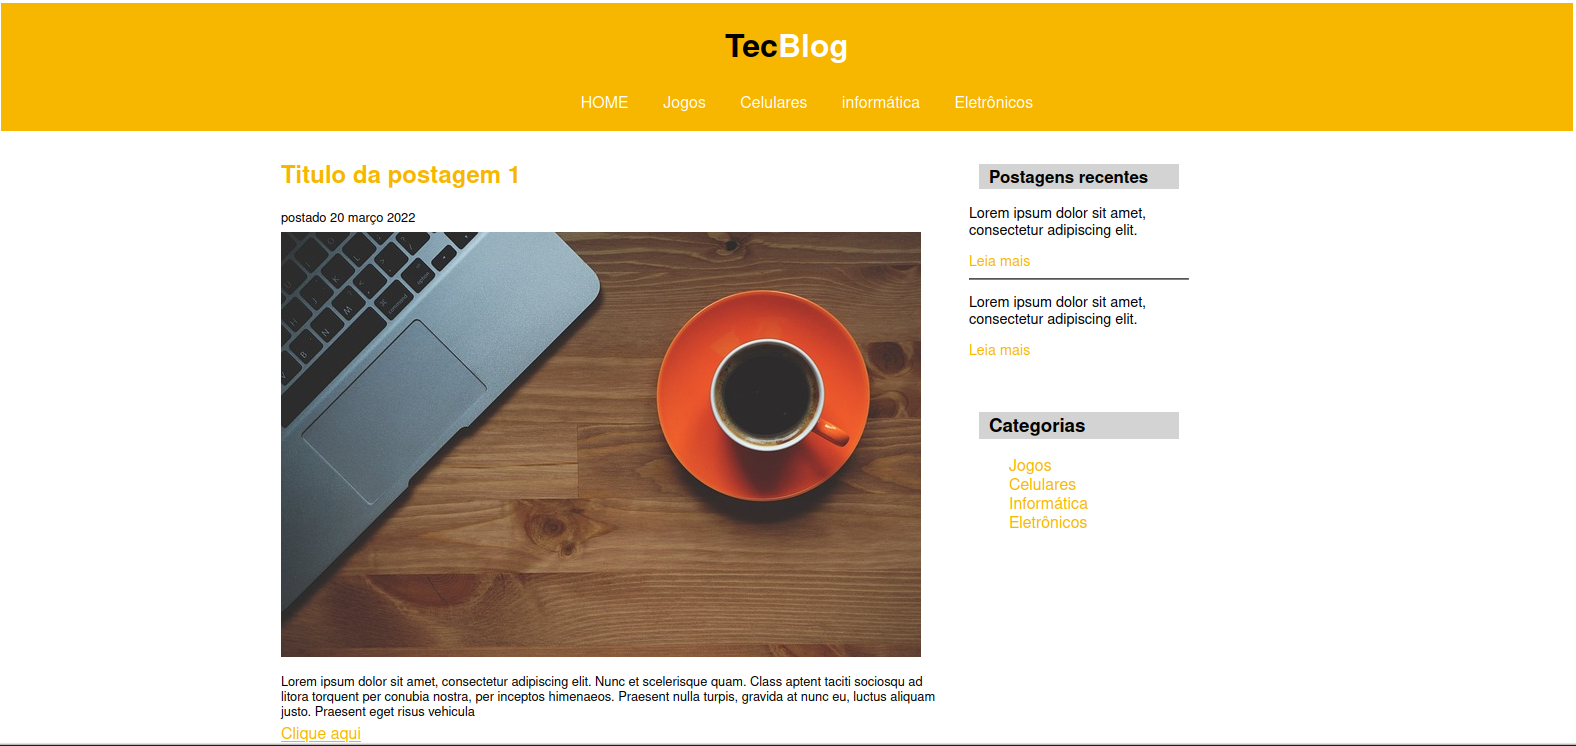 TecBlog
HOME Jogos Celulares informática Eletrônicos
Titulo da postagem 1
postado 20 março 2022
Lorem ipsum dolor sit amet, consectetur adipiscing elit. Nunc et scelerisque quam. Class aptent taciti sociosqu ad
litora torquent per conubia nostra, per inceptos himenaeos. Praesent nulla turpis, gravida at nunc eu, luctus aliquam
justo. Praesent eget risus vehicula
Clique aqui
Postagens recentes
Lorem ipsum dolor sit amet,
consectetur adipiscing elit.
Leia mais
Lorem ipsum dolor sit amet,
consectetur adipiscing elit.
Leia mais
Categorias
Jogos
Celulares
Informática
Eletrônicos